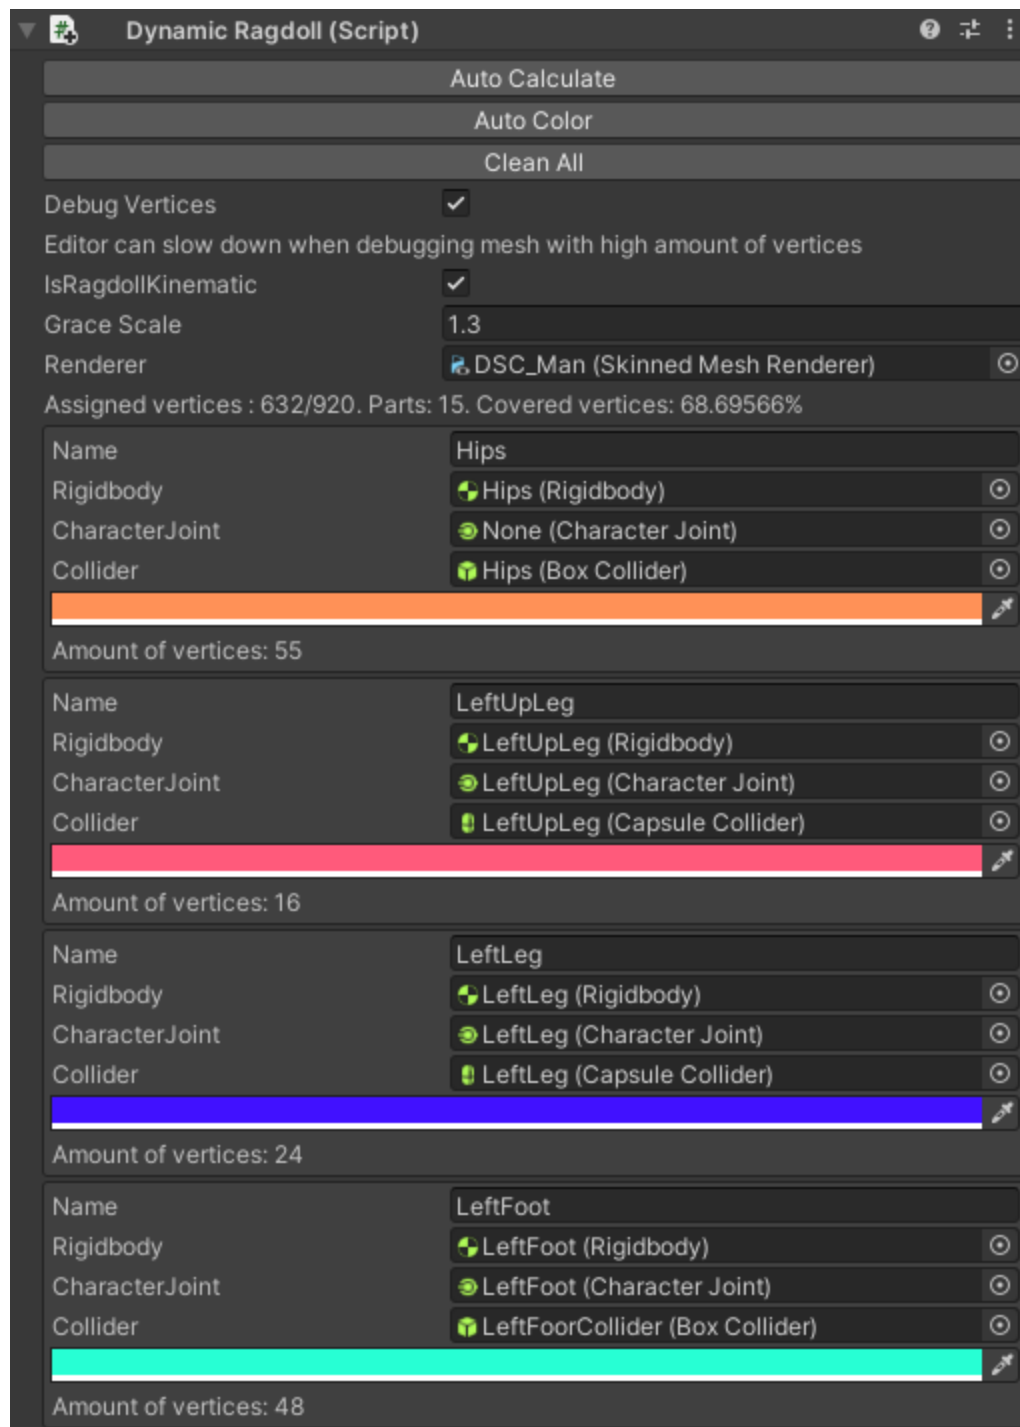 Dynamic Ragdoll (Script)
Auto Calculate
Auto Color
Clean All
Debug Vertices
Editor can slow down when debugging mesh with high amount of vertices
IsRagdollKinematic
Grace Scale 1.3
Renderer DSC_Man (Skinned Mesh Renderer)
Assigned vertices : 632/920. Parts: 15. Covered vertices: 68.69566%
Name Hips
Rigidbody Hips (Rigidbody)
CharacterJoint None (Character Joint)
Collider Hips (Box Collider)
Amount of vertices: 55
Name LeftUpLeg
Rigidbody LeftUpLeg (Rigidbody)
CharacterJoint LeftUpLeg (Character Joint)
Collider LeftUpLeg (Capsule Collider)
Amount of vertices: 16
Name LeftLeg
Rigidbody LeftLeg (Rigidbody)
CharacterJoint LeftLeg (Character Joint)
Collider LeftLeg (Capsule Collider)
Amount of vertices: 24
Name LeftFoot
Rigidbody LeftFoot (Rigidbody)
CharacterJoint LeftFoot (Character Joint)
Collider LeftFoorCollider (Box Collider)
Amount of vertices: 48